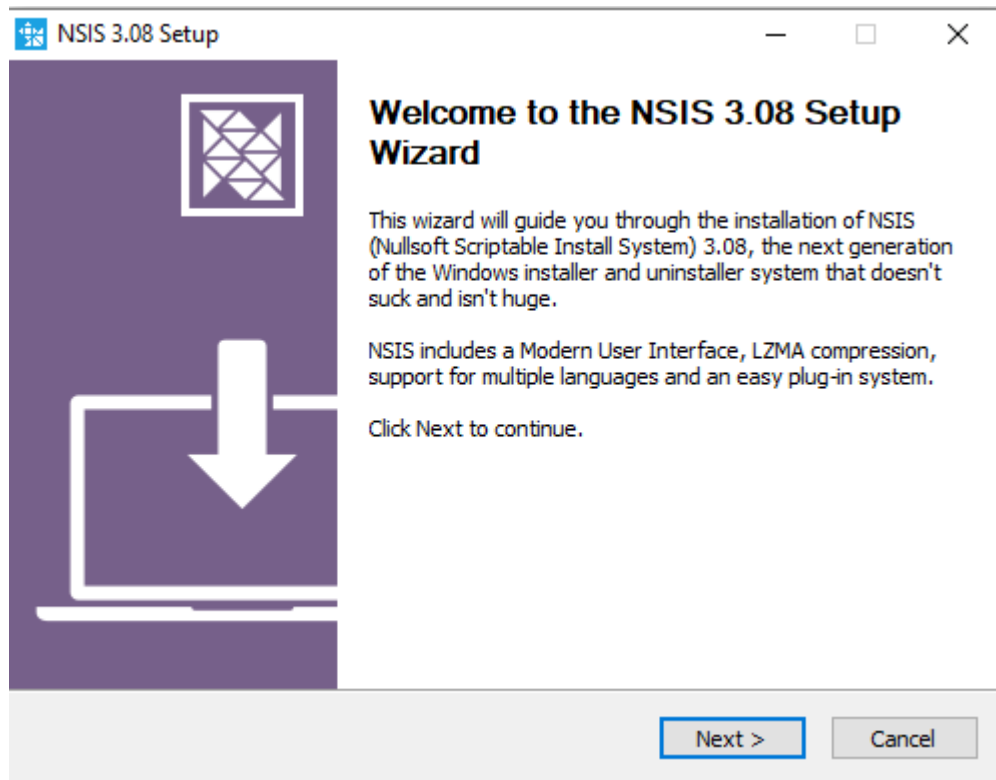 NSIS 3.08 Setup
Welcome to the NSIS 3.08 Setup
Wizard
This wizard will guide you through the installation of NSIS
(Nullsoft Scriptable Install System) 3.08, the next generation
of the Windows installer and uninstaller system that doesn't
suck and isn't huge.
NSIS includes a Modern User Interface, LZMA compression,
support for multiple languages and an easy plug-in system.
Click Next to continue.
Next >
Cancel